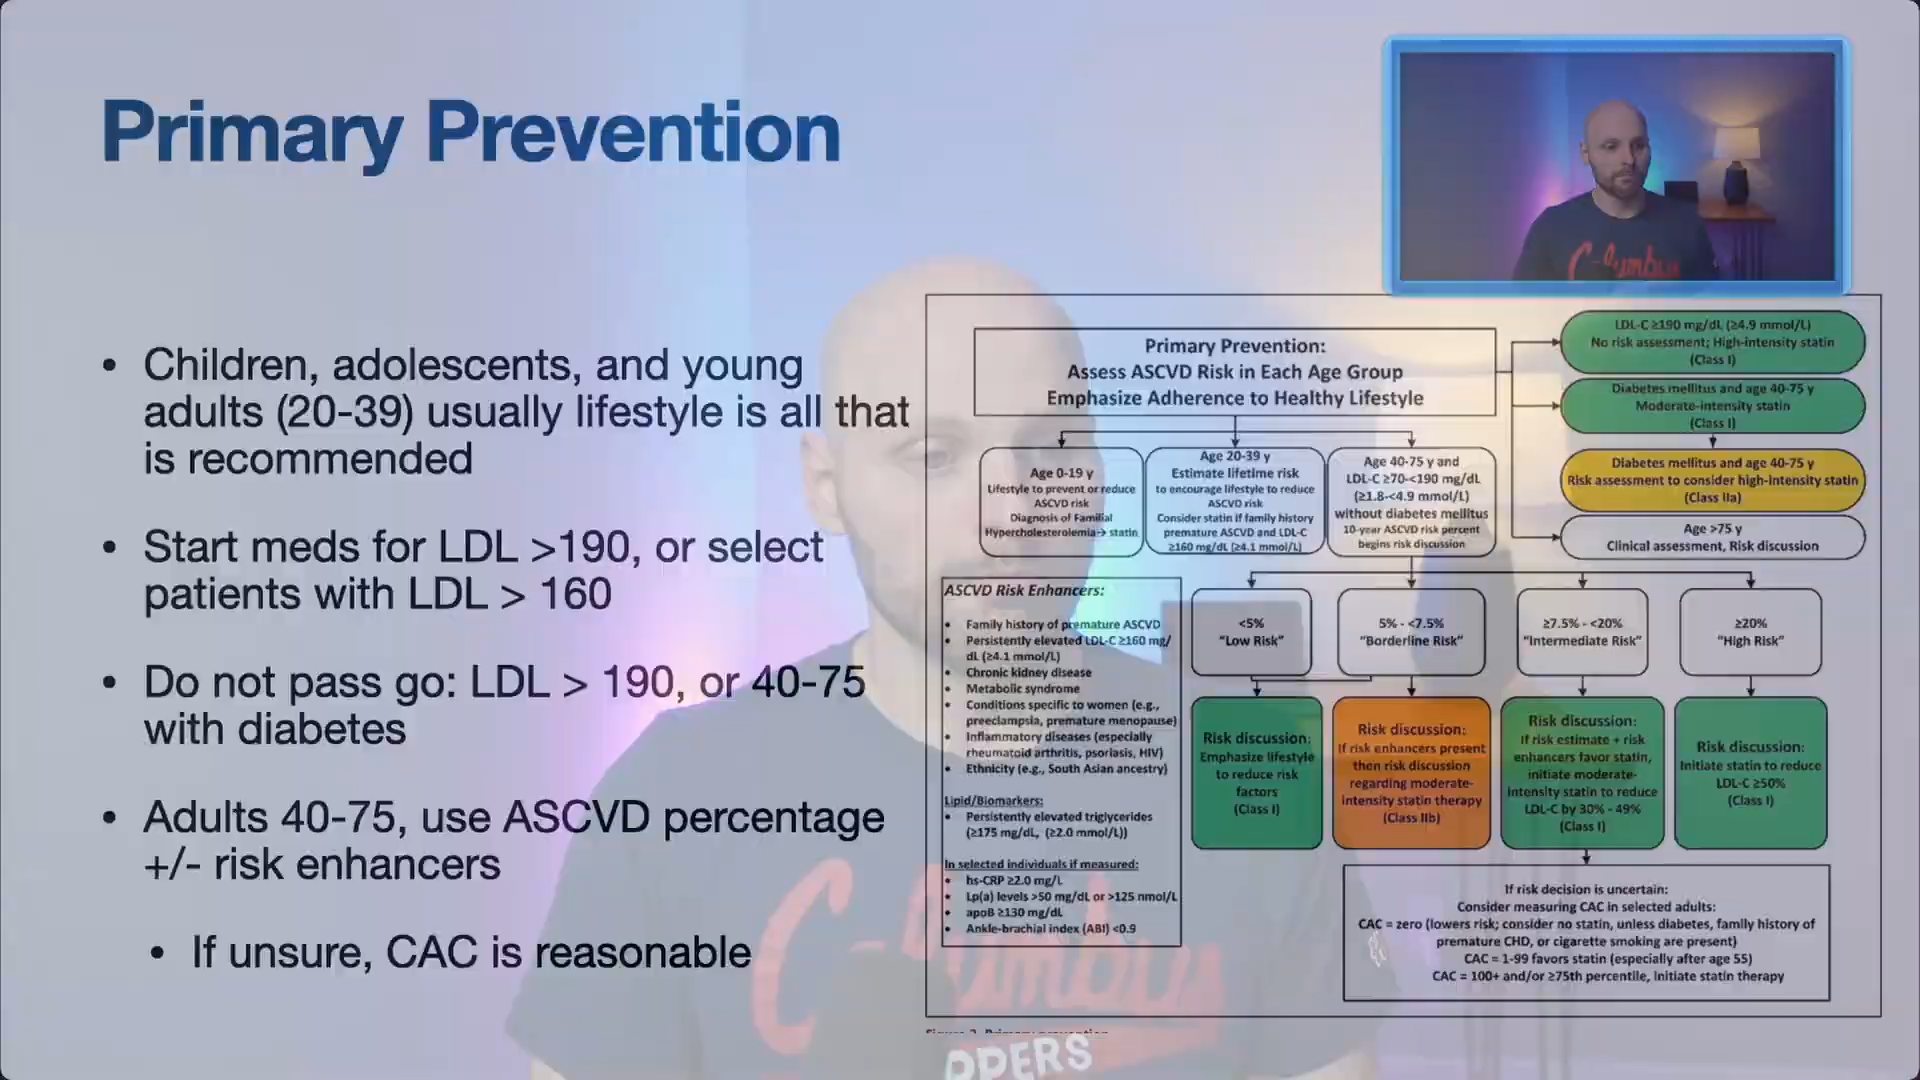 Primary Prevention
• Children, adolescents, and young
adults (20-39) usually lifestyle is all that
is recommended
• Start meds for LDL >190, or select
patients with LDL > 160
• Do not pass go: LDL > 190, or 40-75
with diabetes
• Adults 40-75, use ASCVD percentage
+/- risk enhancers
• If unsure, CAC is reasonable
Primary Prevention:
Assess ASCVD Risk in Each Age Group
Emphasize Adherence to Healthy Lifestyle
LDL-C ≥190 mg/dL (≥4.9 mmol/L)
No risk assessment; High-intensity statin
(Class I)
Diabetes mellitus and age 40-75 y
Moderate-intensity statin
(Class I)
Diabetes mellitus and age 40-75 y
Risk assessment to consider high-intensity statin
(Class IIa)
Age >75 y
Clinical assessment, Risk discussion
Age 0-19 y
Lifestyle to prevent or reduce
ASCVD risk
Diagnosis of Familial
Hypercholesterolemia→ statin
Age 20-39 y
Estimate lifetime risk
to encourage lifestyle to reduce
ASCVD risk
Consider statin if family history
premature ASCVD and LDL-C
≥160 mg/dL (≥4.1 mmol/L)
Age 40-75 y and
LDL-C ≥70-<190 mg/dL
(≥1.8-<4.9 mmol/L)
without diabetes mellitus
10-year ASCVD risk percent
begins risk discussion
ASCVD Risk Enhancers:
• Family history of premature ASCVD
• Persistently elevated LDL-C ≥160 mg/
dL (≥4.1 mmol/L)
• Chronic kidney disease
• Metabolic syndrome
• Conditions specific to women (e.g.,
preeclampsia, premature menopause)
• Inflammatory diseases (especially
rheumatoid arthritis, psoriasis, HIV)
• Ethnicity (e.g., South Asian ancestry)
Lipid/Biomarkers:
• Persistently elevated triglycerides
(≥175 mg/dL, (≥2.0 mmol/L))
In selected individuals if measured:
• hs-CRP ≥2.0 mg/L
• Lp(a) levels >50 mg/dL or >125 nmol/L
• apoB ≥130 mg/dL
• Ankle-brachial index (ABI) <0.9
<5%
"Low Risk"
5% - <7.5%
"Borderline Risk"
≥7.5% - <20%
"Intermediate Risk"
≥20%
"High Risk"
Risk discussion:
Emphasize lifestyle
to reduce risk
factors
(Class I)
Risk discussion:
If risk enhancers present
then risk discussion
regarding moderate-
intensity statin therapy
(Class IIb)
Risk discussion:
If risk estimate + risk
enhancers favor statin,
initiate moderate-
intensity statin to reduce
LDL-C by 30% - 49%
(Class I)
Risk discussion:
Initiate statin to reduce
LDL-C ≥50%
(Class I)
If risk decision is uncertain:
Consider measuring CAC in selected adults:
CAC = zero (lowers risk; consider no statin, unless diabetes, family history of
premature CHD, or cigarette smoking are present)
CAC = 1-99 favors statin (especially after age 55)
CAC = 100+ and/or ≥75th percentile, initiate statin therapy